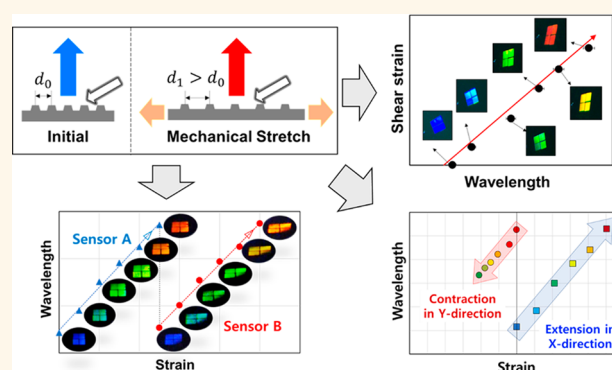 d₀
Initial
d₁ > d₀
Mechanical Stretch
Shear strain
Wavelength
Wavelength
Sensor A
Sensor B
Strain
Wavelength
Contraction
in Y-direction
Extension in
X-direction
Strain